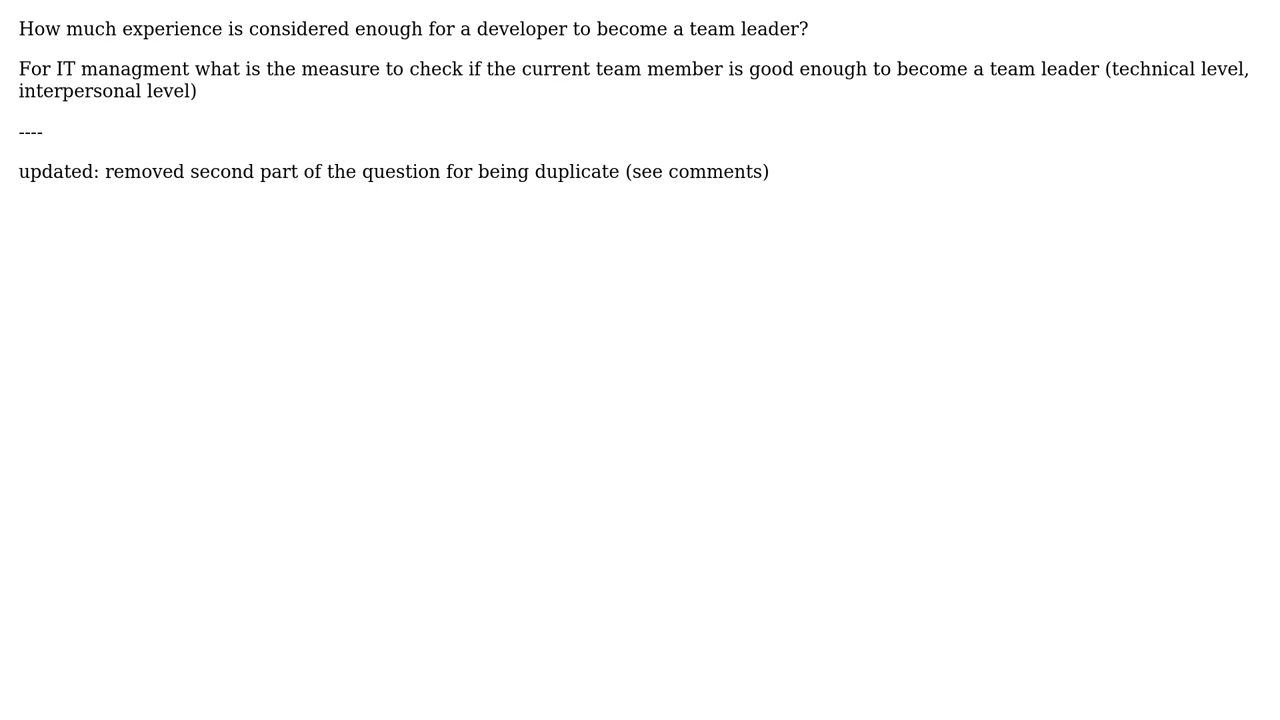 How much experience is considered enough for a developer to become a team leader?
For IT managment what is the measure to check if the current team member is good enough to become a team leader (technical level,
interpersonal level)
----
updated: removed second part of the question for being duplicate (see comments)